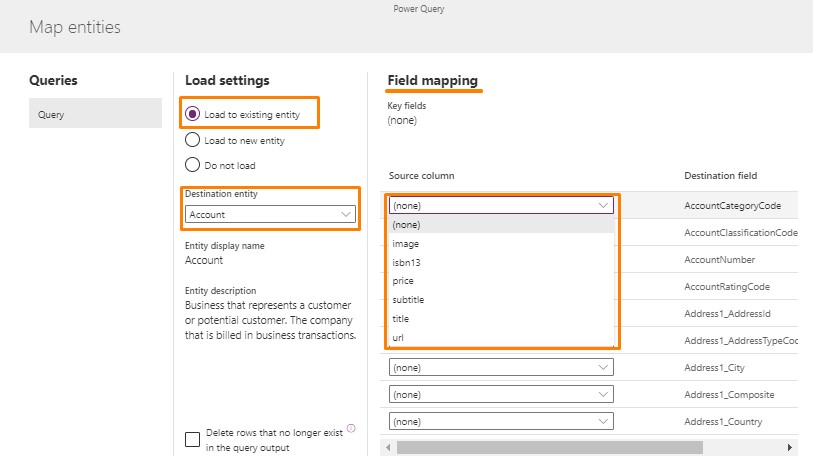 Power Query
Map entities
Queries
Query
Load settings
Load to existing entity
Load to new entity
Do not load
Destination entity
Account
Entity display name
Account
Entity description
Business that represents a customer
or potential customer. The company
that is billed in business transactions.
Delete rows that no longer exist
in the query output
Field mapping
Key fields
(none)
Source column
Destination field
(none)
AccountCategoryCode
(none)
AccountClassificationCode
image
isbn13
AccountNumber
price
AccountRatingCode
subtitle
Address1_AddressId
title
url
Address1_AddressTypeCod
(none)
Address1_City
(none)
Address1_Composite
(none)
Address1_Country